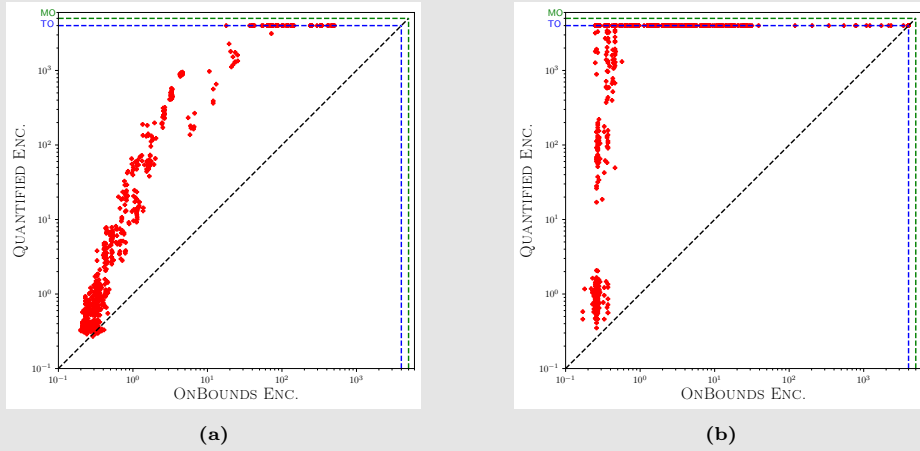 MO
TO
10^3
10^2
10^1
10^0
10^-1
QUANTIFIED ENC.
10^-1 10^0 10^1 10^2 10^3
ONBOUNDS ENC.
(a)
MO
TO
10^3
10^2
10^1
10^0
10^-1
QUANTIFIED ENC.
10^-1 10^0 10^1 10^2 10^3
ONBOUNDS ENC.
(b)